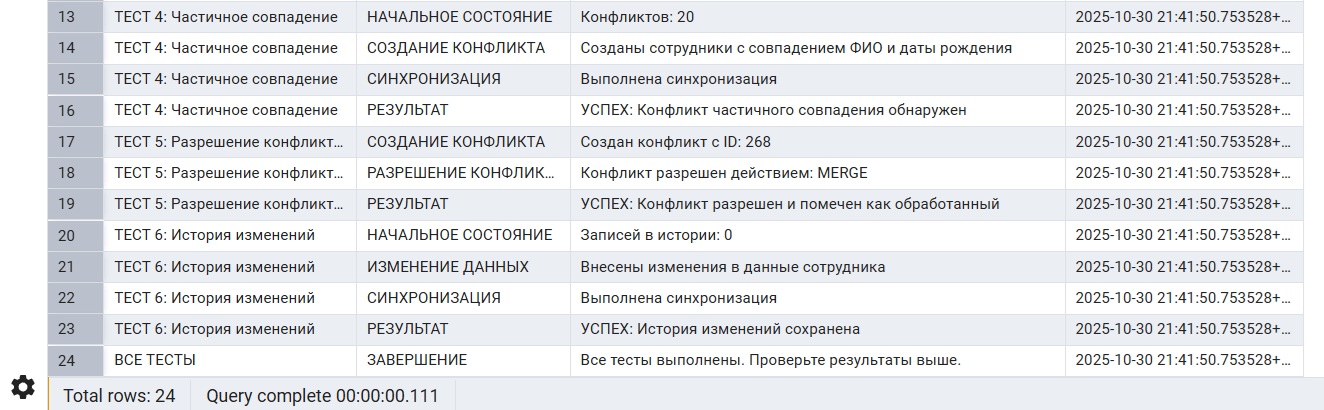 13 ТЕСТ 4: Частичное совпадение НАЧАЛЬНОЕ СОСТОЯНИЕ Конфликтов: 20 2025-10-30 21:41:50.753528+...
14 ТЕСТ 4: Частичное совпадение СОЗДАНИЕ КОНФЛИКТА Созданы сотрудники с совпадением ФИО и даты рождения 2025-10-30 21:41:50.753528+...
15 ТЕСТ 4: Частичное совпадение СИНХРОНИЗАЦИЯ Выполнена синхронизация 2025-10-30 21:41:50.753528+...
16 ТЕСТ 4: Частичное совпадение РЕЗУЛЬТАТ УСПЕХ: Конфликт частичного совпадения обнаружен 2025-10-30 21:41:50.753528+...
17 ТЕСТ 5: Разрешение конфликт... СОЗДАНИЕ КОНФЛИКТА Создан конфликт с ID: 268 2025-10-30 21:41:50.753528+...
18 ТЕСТ 5: Разрешение конфликт... РАЗРЕШЕНИЕ КОНФЛИК... Конфликт разрешен действием: MERGE 2025-10-30 21:41:50.753528+...
19 ТЕСТ 5: Разрешение конфликт... РЕЗУЛЬТАТ УСПЕХ: Конфликт разрешен и помечен как обработанный 2025-10-30 21:41:50.753528+...
20 ТЕСТ 6: История изменений НАЧАЛЬНОЕ СОСТОЯНИЕ Записей в истории: 0 2025-10-30 21:41:50.753528+...
21 ТЕСТ 6: История изменений ИЗМЕНЕНИЕ ДАННЫХ Внесены изменения в данные сотрудника 2025-10-30 21:41:50.753528+...
22 ТЕСТ 6: История изменений СИНХРОНИЗАЦИЯ Выполнена синхронизация 2025-10-30 21:41:50.753528+...
23 ТЕСТ 6: История изменений РЕЗУЛЬТАТ УСПЕХ: История изменений сохранена 2025-10-30 21:41:50.753528+...
24 ВСЕ ТЕСТЫ ЗАВЕРШЕНИЕ Все тесты выполнены. Проверьте результаты выше. 2025-10-30 21:41:50.753528+...
Total rows: 24 Query complete 00:00:00.111